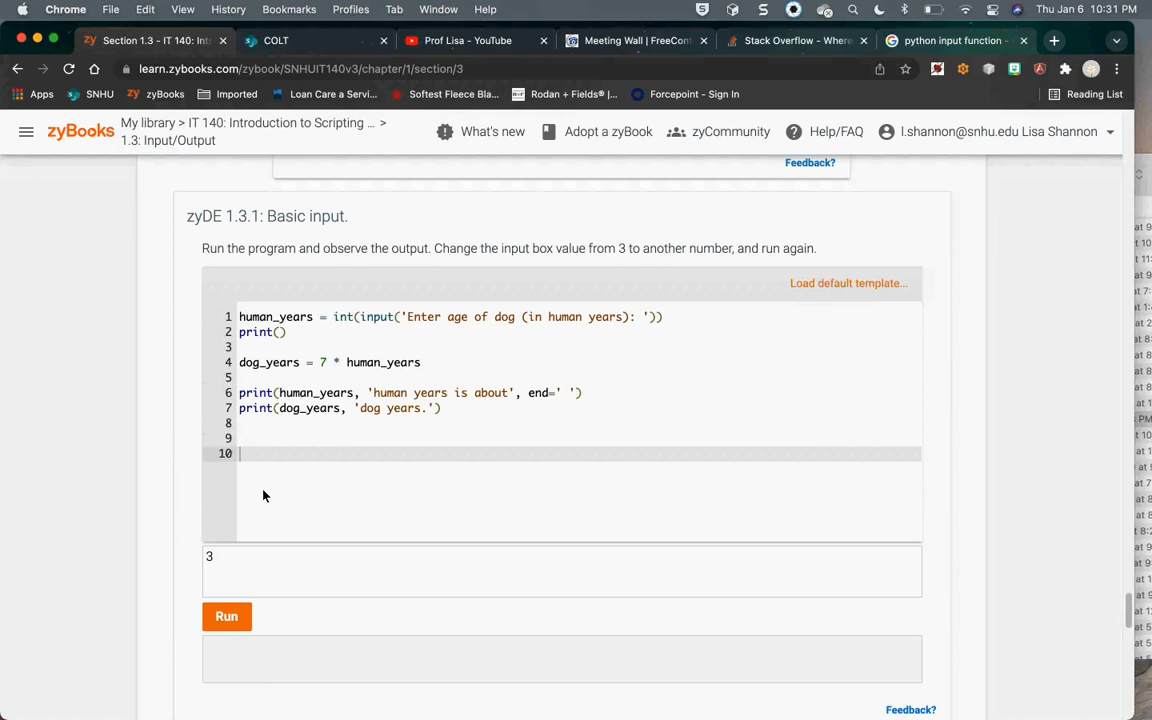 Chrome File Edit View History Bookmarks Profiles Tab Window Help Thu Jan 6 10:31 PM
Section 1.3 - IT 140: Int COLT Prof Lisa - YouTube Meeting Wall | FreeCon Stack Overflow - Where python input function -
learn.zybooks.com/zybook/SNHUIT140v3/chapter/1/section/3
Apps SNHU zyBooks Imported Loan Care a Servi... Softest Fleece Bla... Rodan + Fields® |... Forcepoint - Sign In Reading List
zyBooks My library > IT 140: Introduction to Scripting ... > What's new Adopt a zyBook zyCommunity Help/FAQ l.shannon@snhu.edu Lisa Shannon
1.3: Input/Output
Feedback?
zyDE 1.3.1: Basic input.
Run the program and observe the output. Change the input box value from 3 to another number, and run again.
Load default template...
1 human_years = int(input('Enter age of dog (in human years): '))
2 print()
3
4 dog_years = 7 * human_years
5
6 print(human_years, 'human years is about', end=' ')
7 print(dog_years, 'dog years.')
8
9
10
3
Run
Feedback?